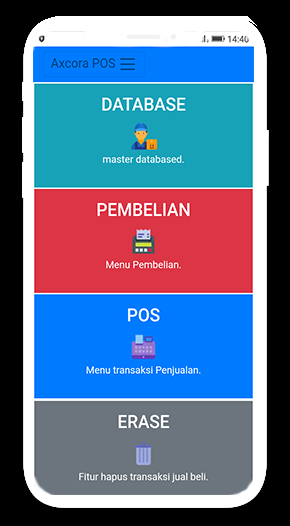 14:40
Axcora POS
DATABASE
master databased.
PEMBELIAN
Menu Pembelian.
POS
Menu transaksi Penjualan.
ERASE
Fitur hapus transaksi jual beli.